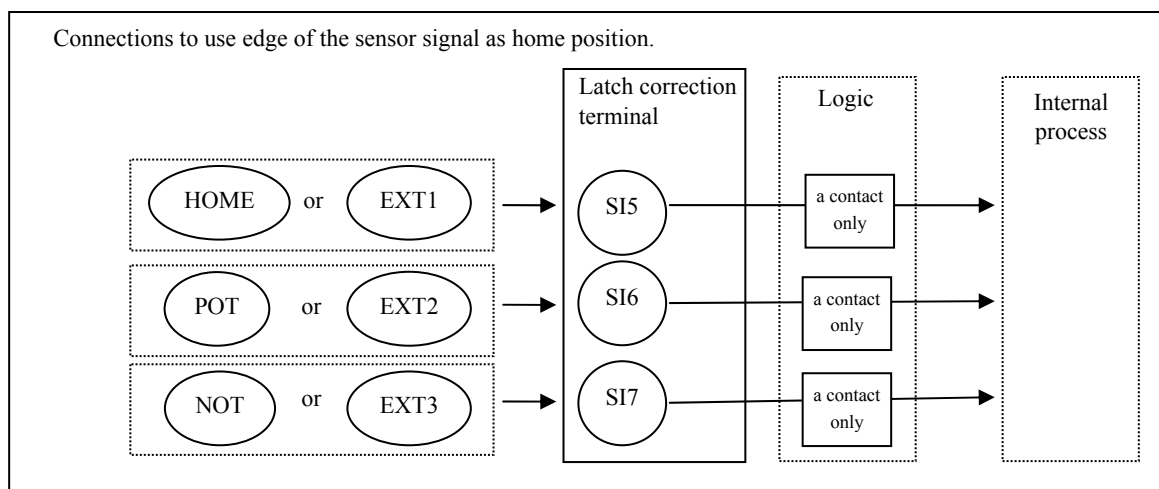 Connections to use edge of the sensor signal as home position.
Latch correction
terminal
Logic
Internal
process
HOME or EXT1
SI5
a contact
only
POT or EXT2
SI6
a contact
only
NOT or EXT3
SI7
a contact
only